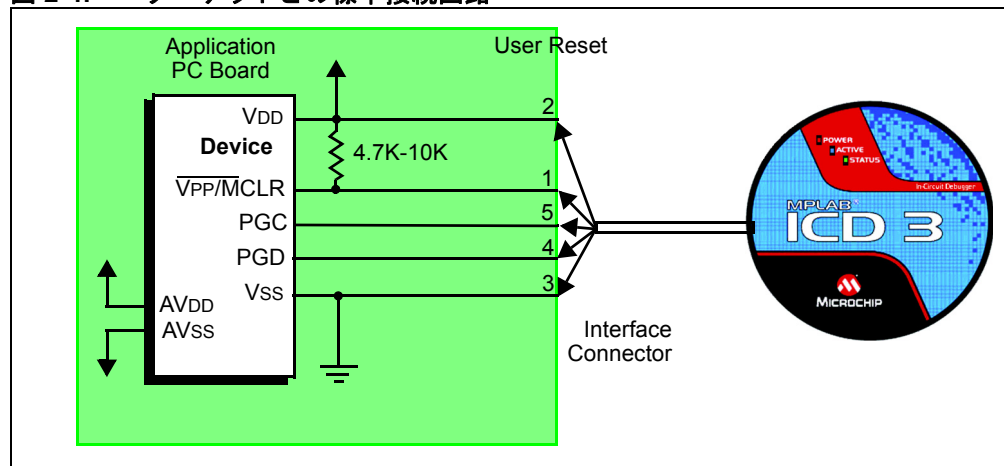 Application
PC Board
User Reset
VDD
2
Device
4.7K-10K
VPP/MCLR
1
PGC
5
PGD
4
VSS
3
AVDD
AVSS
Interface
Connector
POWER
ACTIVE
STATUS
In-Circuit Debugger
MPLAB®
ICD 3
MICROCHIP